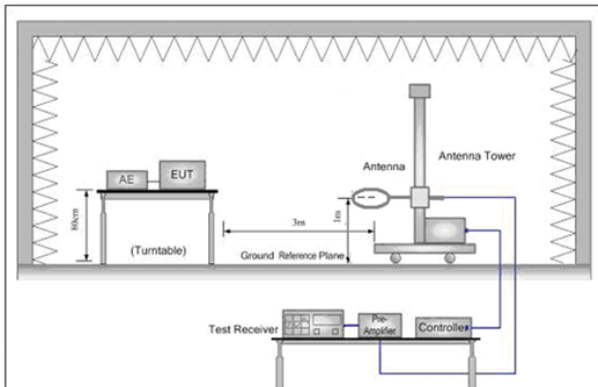 Antenna Tower
Antenna
AE
EUT
80cm
(Turntable)
3m
1m
Ground Reference Plane
Test Receiver
Pre-
Amplifier
Controller